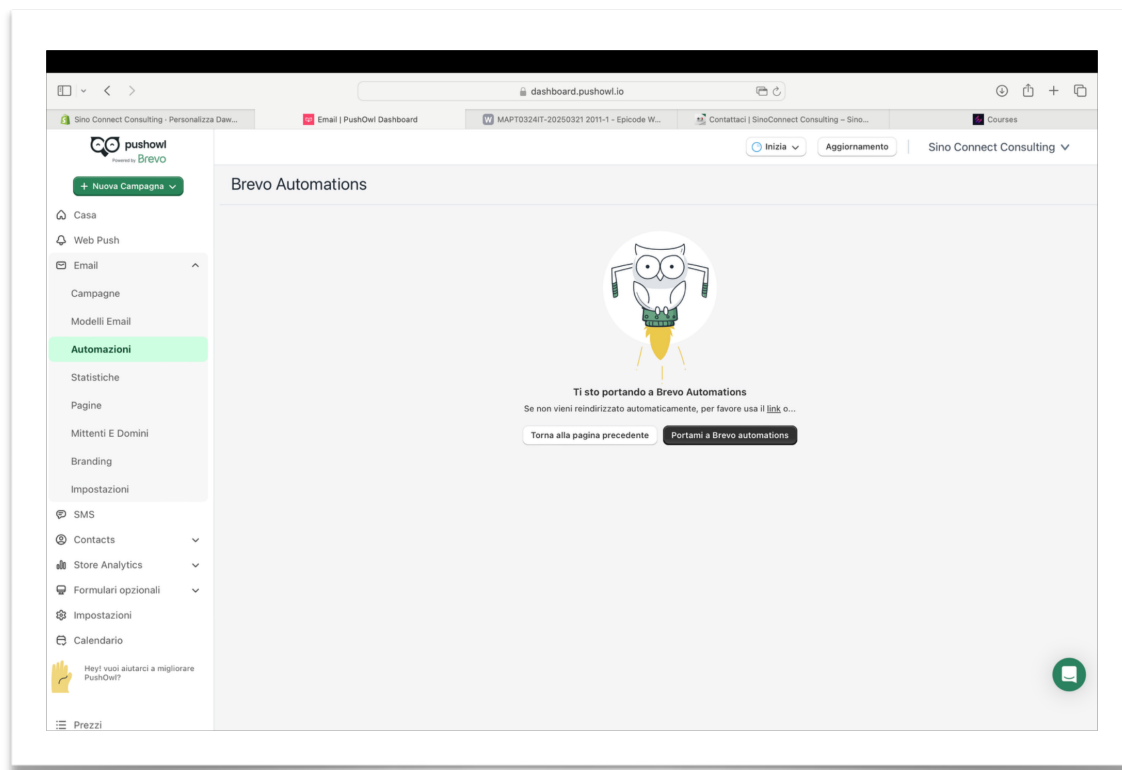 dashboard.pushowl.io
Sino Connect Consulting · Personalizza Daw...
Email | PushOwl Dashboard
MAPT0324IT-20250321 2011-1 - Epicode W...
Contattaci | SinoConnect Consulting – Sino...
Courses
pushowl
Powered by Brevo
Inizia
Aggiornamento
Sino Connect Consulting
+ Nuova Campagna
Brevo Automations
Casa
Web Push
Email
Campagne
Modelli Email
Automazioni
Statistiche
Pagine
Mittenti E Domini
Branding
Impostazioni
SMS
Contacts
Store Analytics
Formulari opzionali
Impostazioni
Calendario
Hey! vuoi aiutarci a migliorare
PushOwl?
Prezzi
Ti sto portando a Brevo Automations
Se non vieni reindirizzato automaticamente, per favore usa il link o...
Torna alla pagina precedente
Portami a Brevo automations